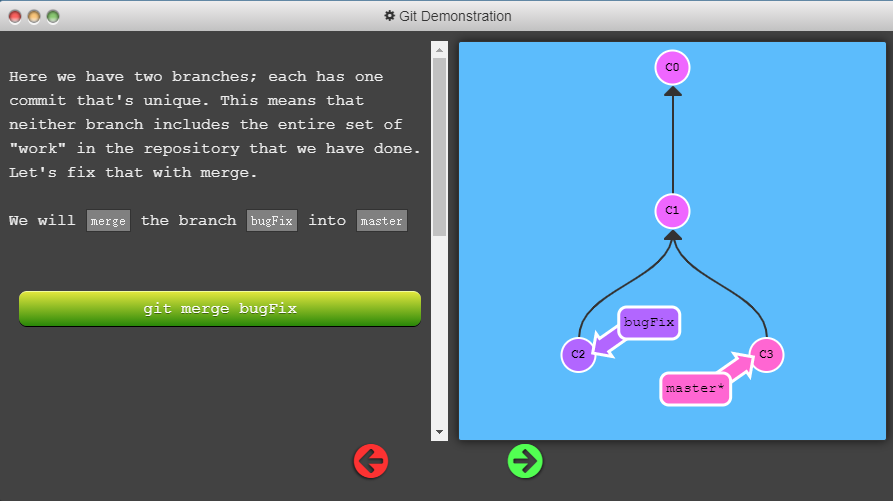 Git Demonstration
Here we have two branches; each has one
commit that's unique. This means that
neither branch includes the entire set of
"work" in the repository that we have done.
Let's fix that with merge.
We will merge the branch bugFix into master
git merge bugFix
C0
C1
bugFix
C2
C3
master*